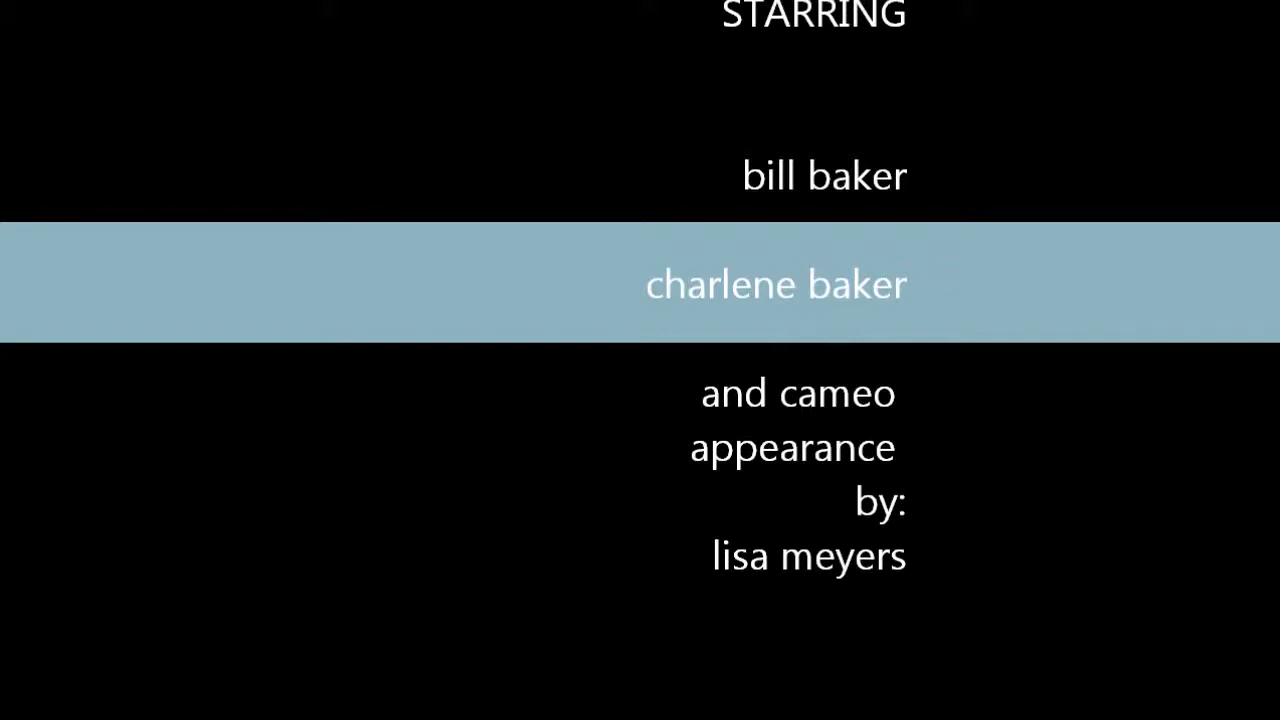 STARRING
bill baker
charlene baker
and cameo
appearance
by:
lisa meyers